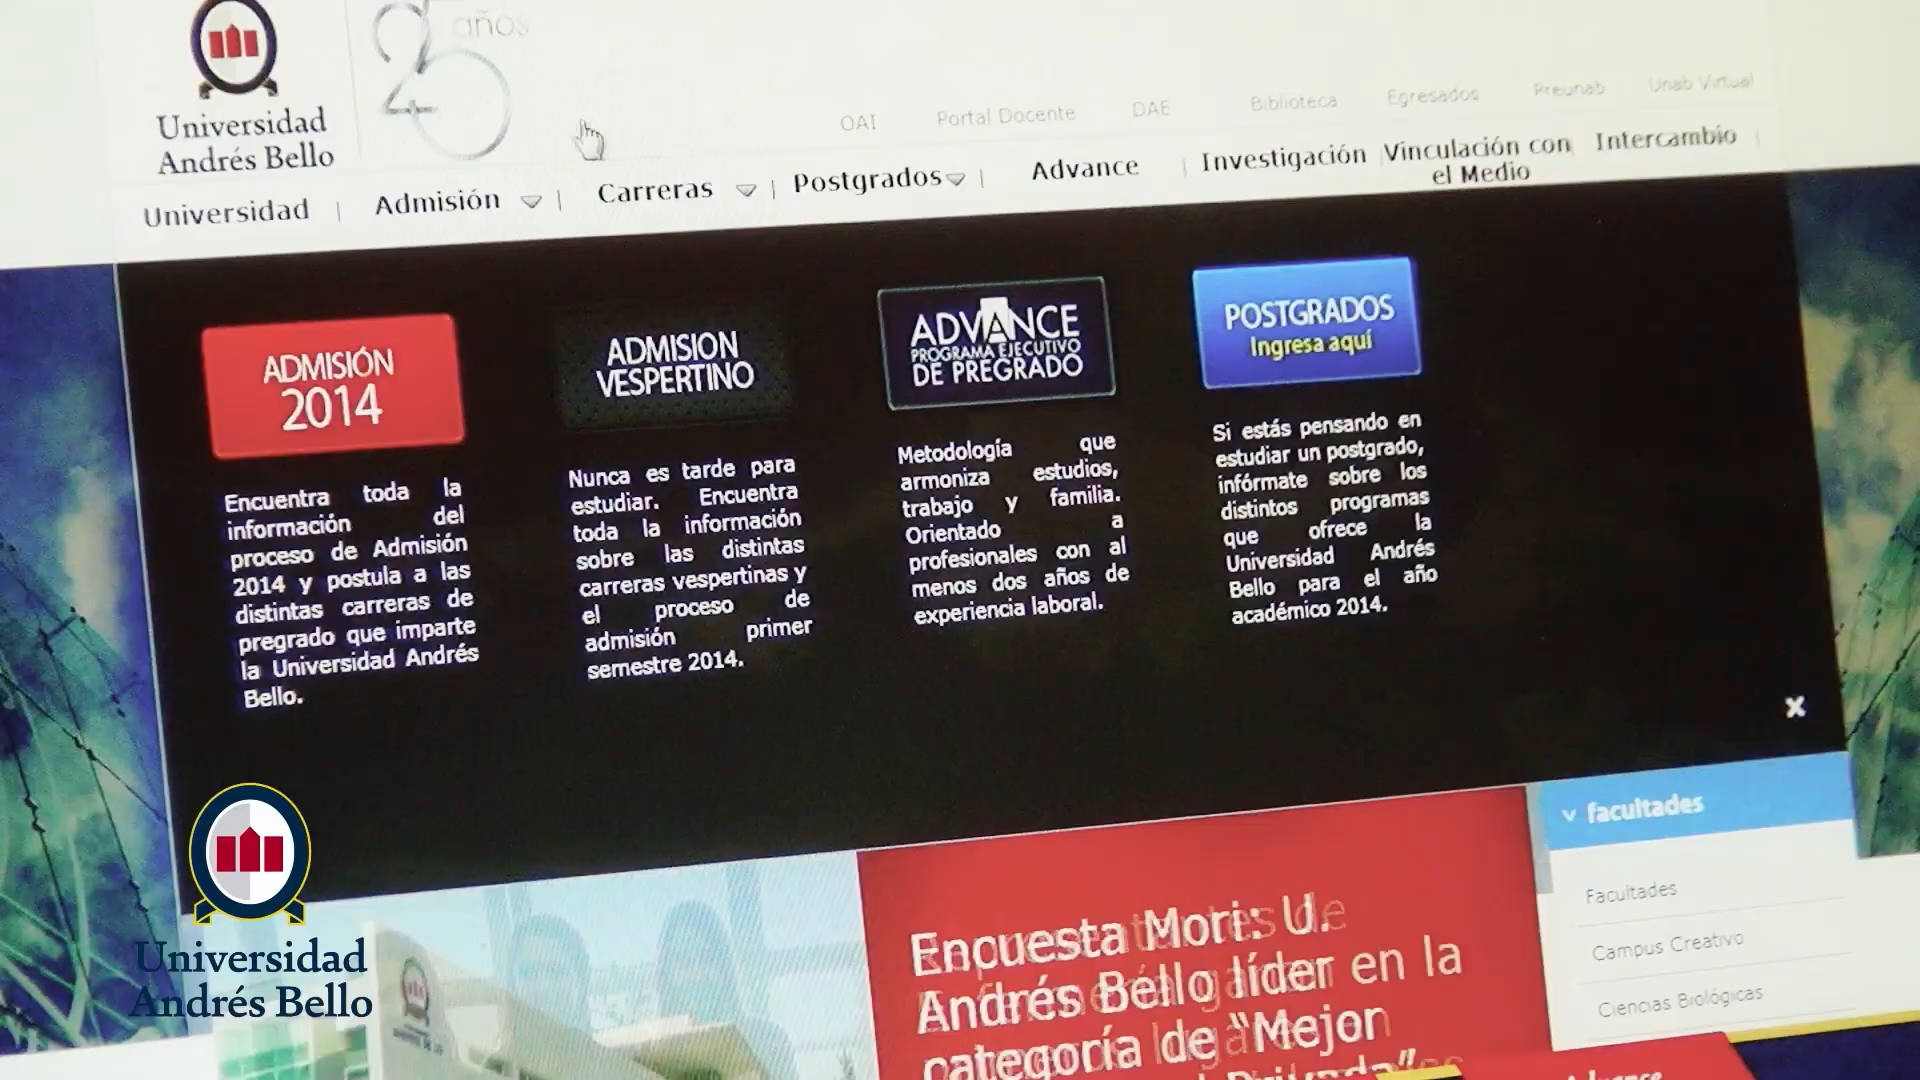 25 años
Universidad
Andrés Bello
OAI
Portal Docente
DAE
Biblioteca
Egresados
Preunab
Unab Virtual
Universidad
Admisión
Carreras
Postgrados
Advance
Investigación
Vinculación con
el Medio
Intercambio
ADMISIÓN
2014
Encuentra toda la
información del
proceso de Admisión
2014 y postula a las
distintas carreras de
pregrado que imparte
la Universidad Andrés
Bello.
ADMISION
VESPERTINO
Nunca es tarde para
estudiar. Encuentra
toda la información
sobre las distintas
carreras vespertinas y
el proceso de
admisión primer
semestre 2014.
ADVANCE
PROGRAMA EJECUTIVO
DE PREGRADO
Metodología que
armoniza estudios,
trabajo y familia.
Orientado a
profesionales con al
menos dos años de
experiencia laboral.
POSTGRADOS
Ingresa aquí
Si estás pensando en
estudiar un postgrado,
infórmate sobre los
distintos programas
que ofrece la
Universidad Andrés
Bello para el año
académico 2014.
x
Encuesta Mori: U.
Andrés Bello líder en la
categoría de “Mejor
Privada”
facultades
Facultades
Campus Creativo
Ciencias Biológicas
Advance
Universidad
Andrés Bello